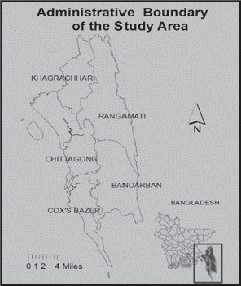 Administrative Boundary
of the Study Area
KHAGRACHHARI
RANGAMATI
N
CHITTAGONG
BANDARBAN
BANGLADESH
COX'S BAZER
0 1 2 4 Miles